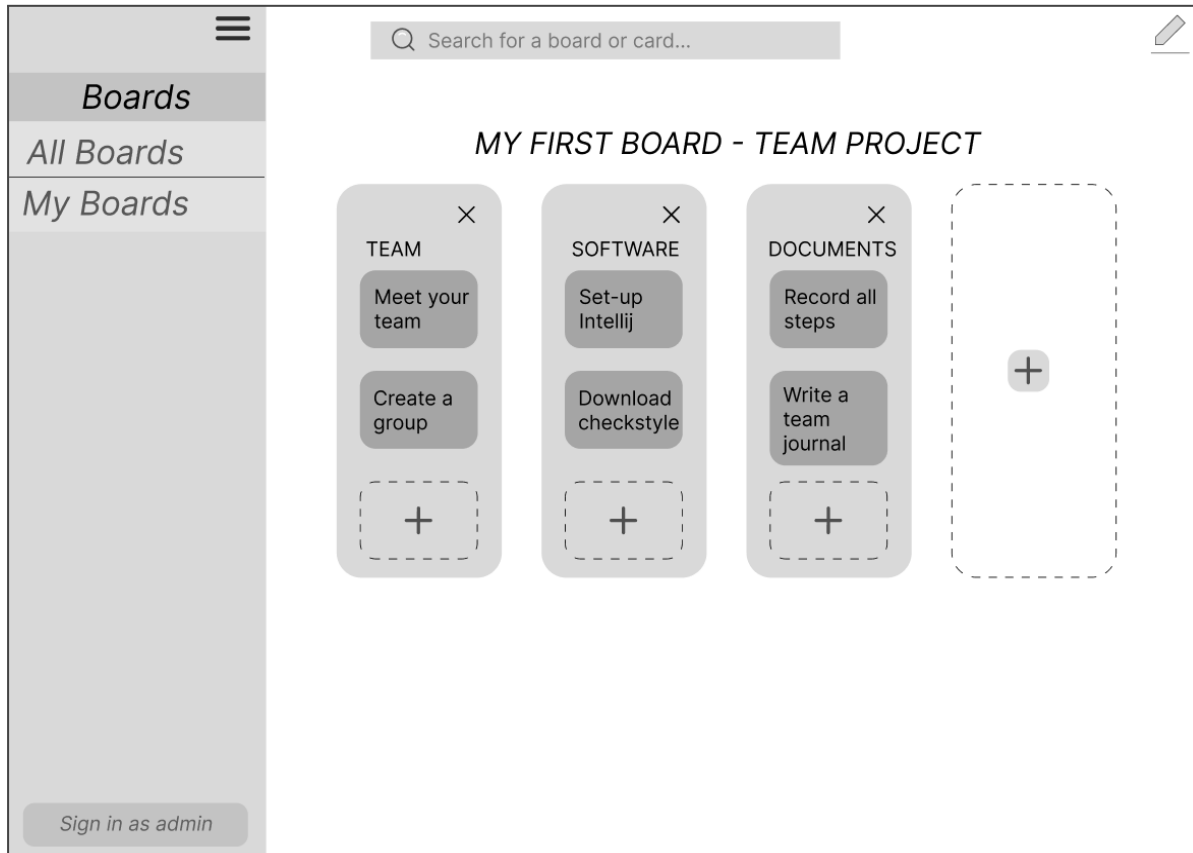 Search for a board or card...
Boards
All Boards
My Boards
MY FIRST BOARD - TEAM PROJECT
TEAM
Meet your
team
Create a
group
SOFTWARE
Set-up
Intellij
Download
checkstyle
DOCUMENTS
Record all
steps
Write a
team
journal
Sign in as admin